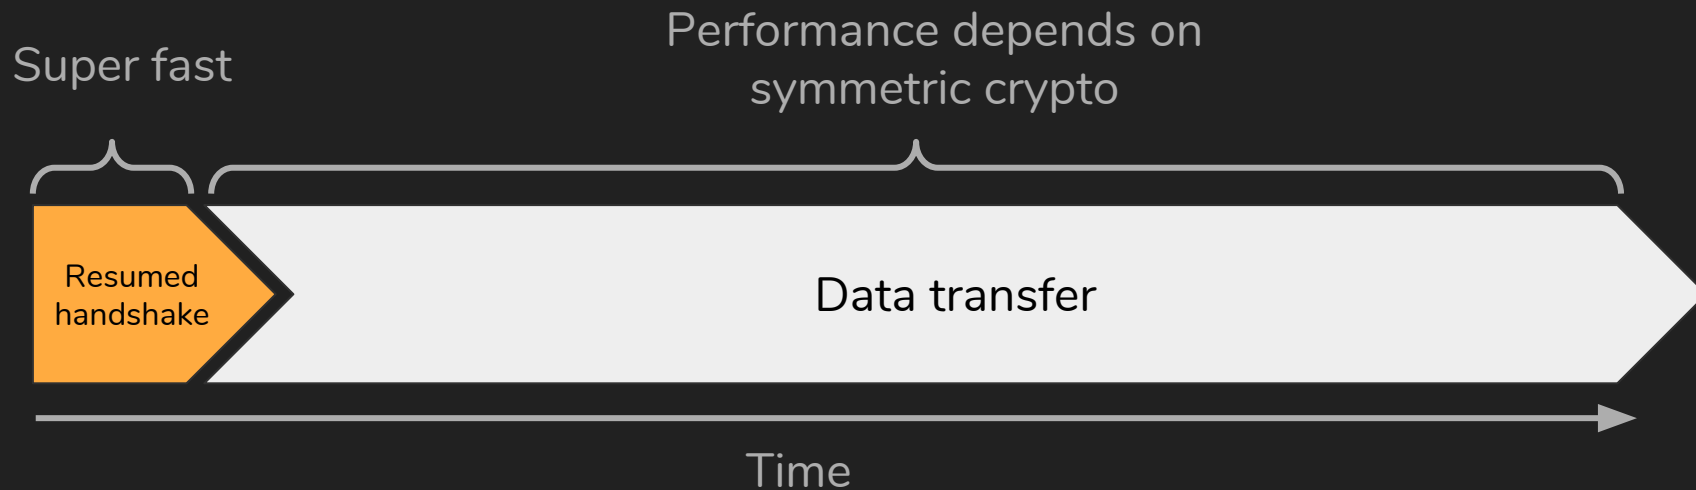 Super fast
Performance depends on
symmetric crypto
Resumed
handshake
Data transfer
Time